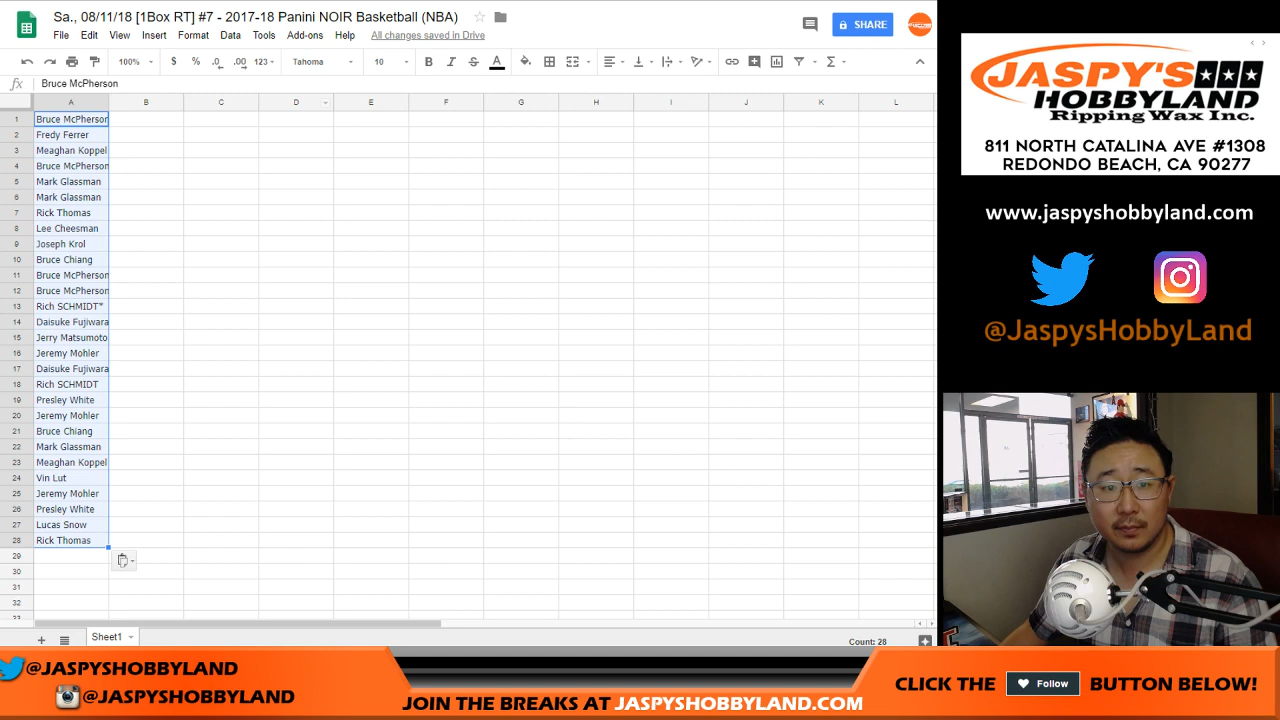 Sa., 08/11/18 [1Box RT] #7 - 2017-18 Panini NOIR Basketball (NBA)
File Edit View Insert Format Data Tools Add-ons Help All changes saved in Drive
SHARE
100% $ % .0 .00 123 Tahoma 10 B I S A
fx Bruce McPherson
A B C D E F G H I J K L
1 Bruce McPherson
2 Fredy Ferrer
3 Meaghan Koppel
4 Bruce McPherson
5 Mark Glassman
6 Mark Glassman
7 Rick Thomas
8 Lee Cheesman
9 Joseph Krol
10 Bruce Chiang
11 Bruce McPherson
12 Bruce McPherson
13 Rich SCHMIDT*
14 Daisuke Fujiwara
15 Jerry Matsumoto
16 Jeremy Mohler
17 Daisuke Fujiwara
18 Rich SCHMIDT
19 Presley White
20 Jeremy Mohler
21 Bruce Chiang
22 Mark Glassman
23 Meaghan Koppel
24 Vin Lut
25 Jeremy Mohler
26 Presley White
27 Lucas Snow
28 Rick Thomas
29
30
31
32
33
Sheet1
Count: 28
JASPY'S
HOBBYLAND
Ripping Wax Inc.
811 NORTH CATALINA AVE #1308
REDONDO BEACH, CA 90277
www.jaspyshobbyland.com
@JaspysHobbyLand
@JASPYSHOBBYLAND
@JASPYSHOBBYLAND
JOIN THE BREAKS AT JASPYSHOBBYLAND.COM
CLICK THE Follow BUTTON BELOW!